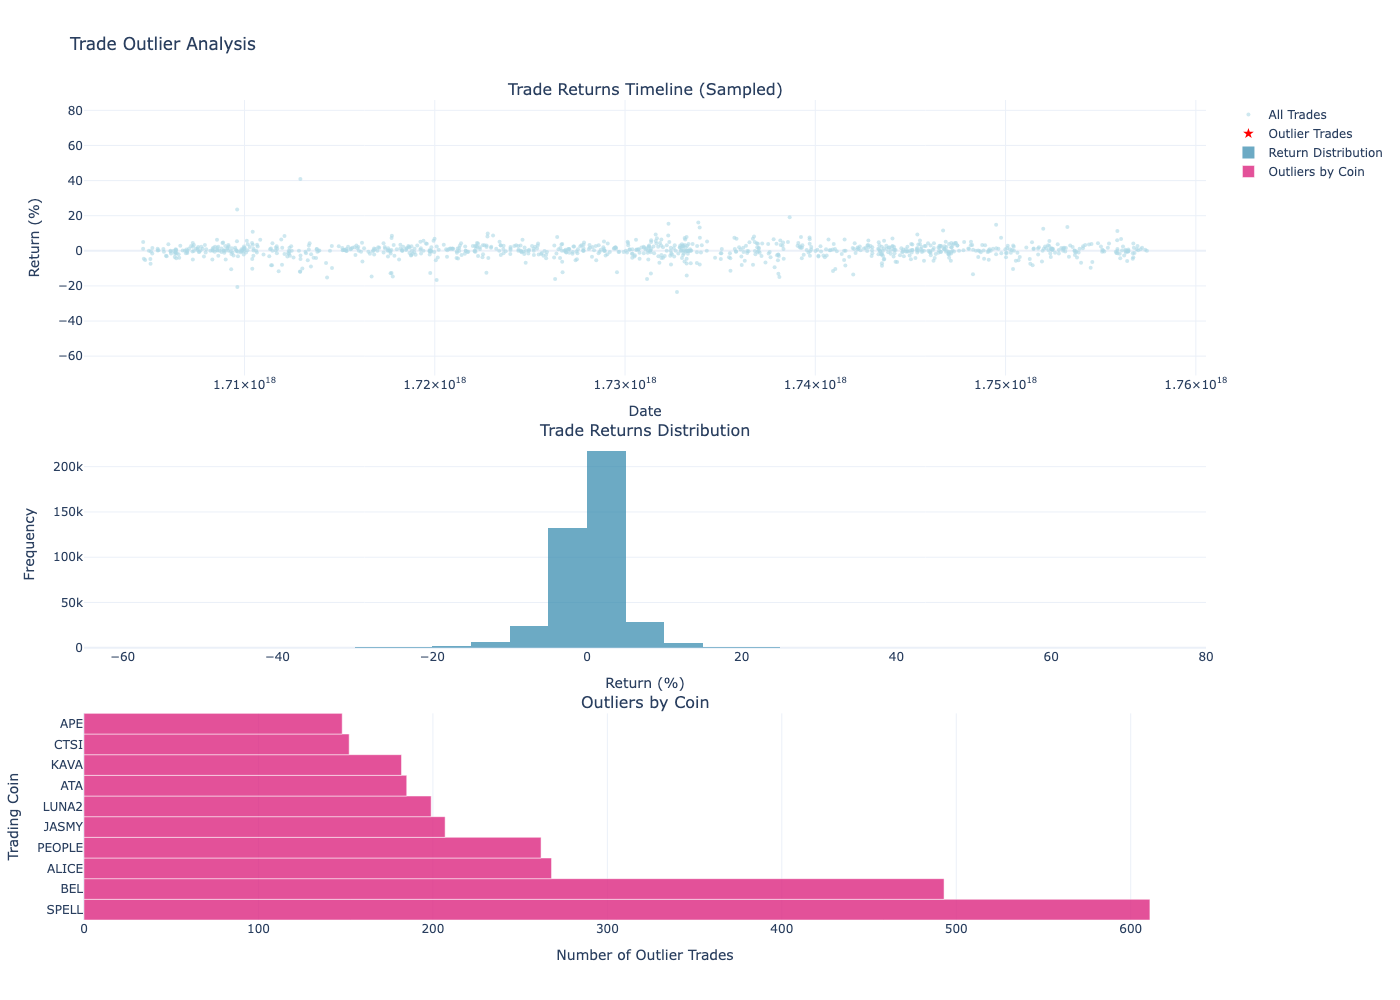 Trade Outlier Analysis
Trade Returns Timeline (Sampled)
All Trades
Outlier Trades
Return Distribution
Outliers by Coin
Return (%)
80
60
40
20
0
−20
−40
−60
1.71×10¹⁸
1.72×10¹⁸
1.73×10¹⁸
1.74×10¹⁸
1.75×10¹⁸
1.76×10¹⁸
Date
Trade Returns Distribution
Frequency
200k
150k
100k
50k
0
−60
−40
−20
0
20
40
60
80
Return (%)
Outliers by Coin
Trading Coin
APE
CTSI
KAVA
ATA
LUNA2
JASMY
PEOPLE
ALICE
BEL
SPELL
0
100
200
300
400
500
600
Number of Outlier Trades